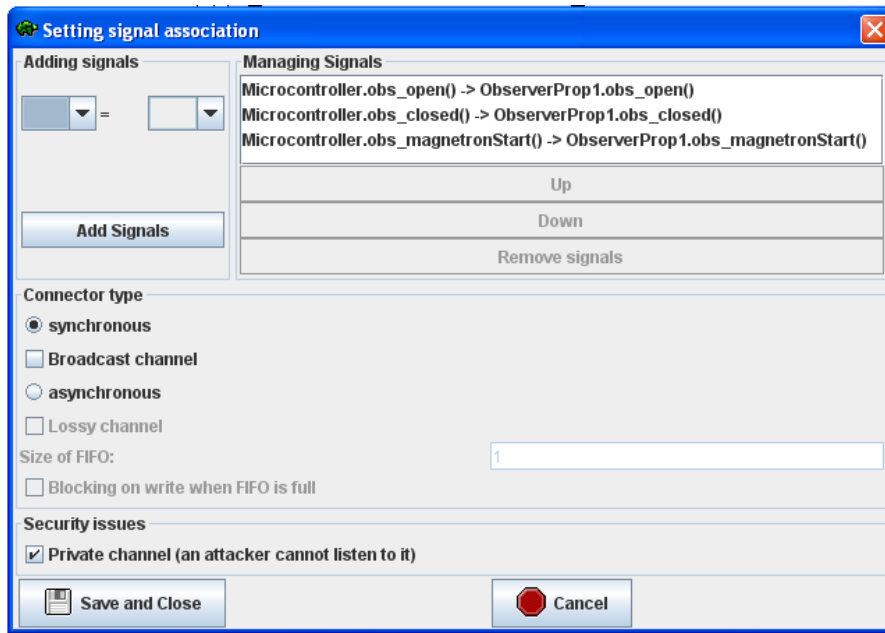 Setting signal association
Adding signals
=
Add Signals
Managing Signals
Microcontroller.obs_open() -> ObserverProp1.obs_open()
Microcontroller.obs_closed() -> ObserverProp1.obs_closed()
Microcontroller.obs_magnetronStart() -> ObserverProp1.obs_magnetronStart()
Up
Down
Remove signals
Connector type
synchronous
Broadcast channel
asynchronous
Lossy channel
Size of FIFO: 1
Blocking on write when FIFO is full
Security issues
Private channel (an attacker cannot listen to it)
Save and Close Cancel